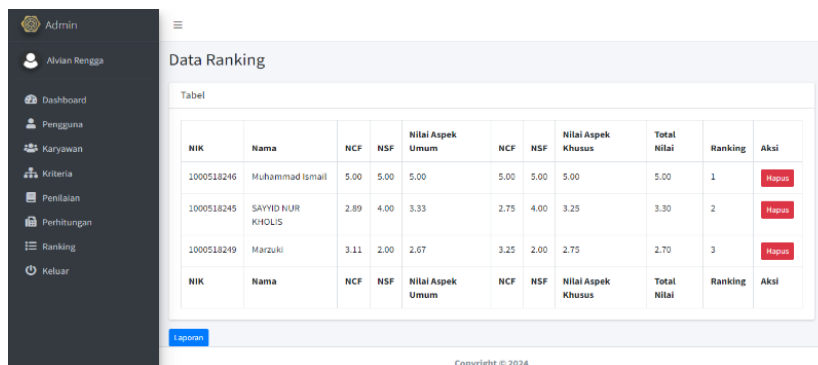 Admin
Alvian Rengga
Dashboard
Pengguna
Karyawan
Kriteria
Penilaian
Perhitungan
Ranking
Keluar
Data Ranking
Tabel
NIK Nama NCF NSF Nilai Aspek Umum NCF NSF Nilai Aspek Khusus Total Nilai Ranking Aksi
1000518246 Muhammad Ismail 5.00 5.00 5.00 5.00 5.00 5.00 5.00 1 Hapus
1000518245 SAYYID NUR KHOLIS 2.89 4.00 3.33 2.75 4.00 3.25 3.30 2 Hapus
1000518249 Marzuki 3.11 2.00 2.67 3.25 2.00 2.75 2.70 3 Hapus
NIK Nama NCF NSF Nilai Aspek Umum NCF NSF Nilai Aspek Khusus Total Nilai Ranking Aksi
Laporan
Copyright © 2024